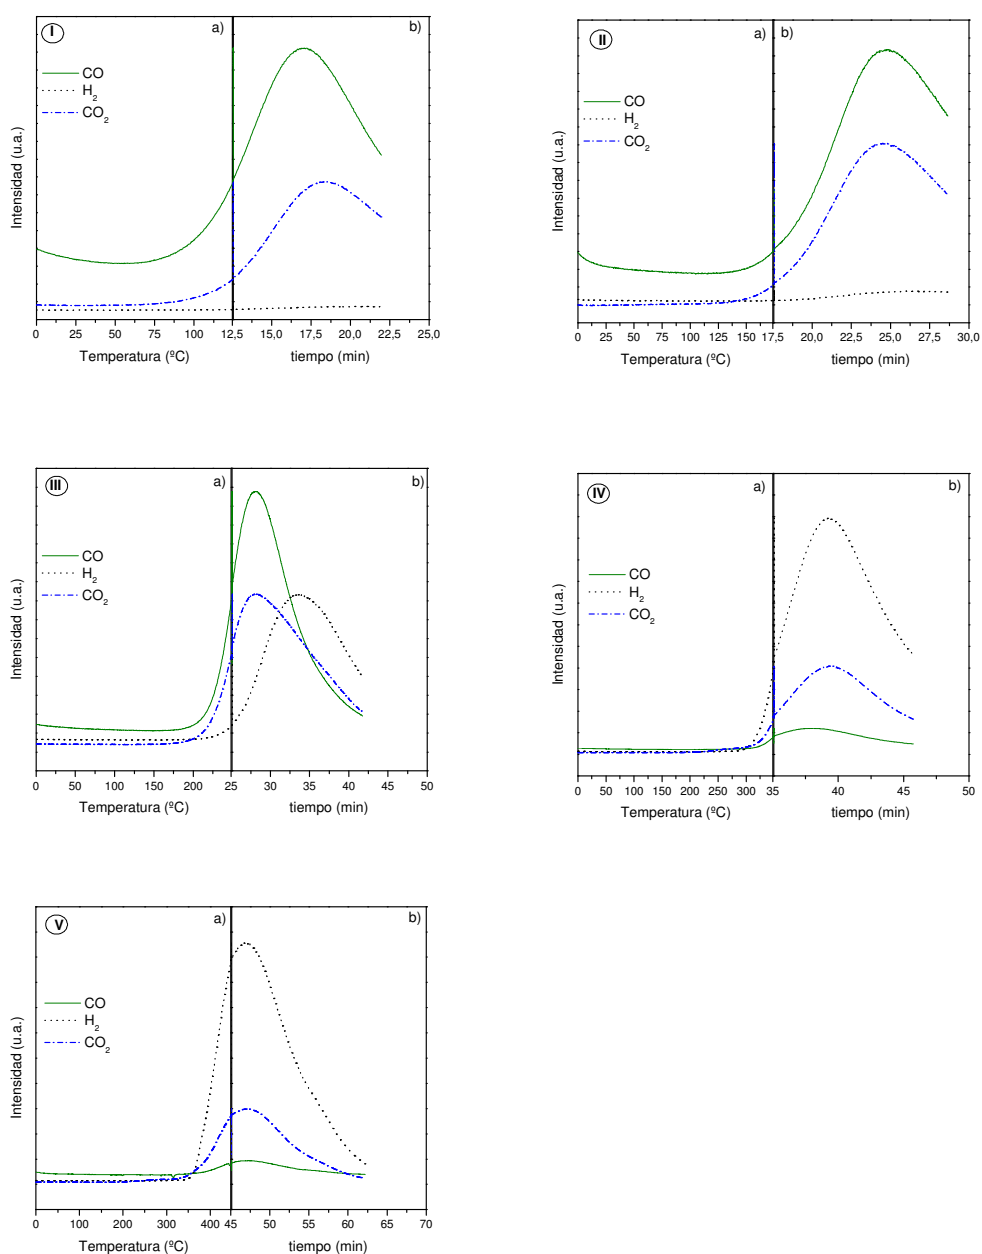 I a) b)
CO
H2
CO2
Intensidad (u.a.)
0 25 50 75 100 12,5 15,0 17,5 20,0 22,5 25,0
Temperatura (ºC) tiempo (min)
II a) b)
CO
H2
CO2
Intensidad (u.a.)
0 25 50 75 100 125 150 17,5 20,0 22,5 25,0 27,5 30,0
Temperatura (ºC) tiempo (min)
III a) b)
CO
H2
CO2
Intensidad (u.a.)
0 50 100 150 200 25 30 35 40 45 50
Temperatura (ºC) tiempo (min)
IV a) b)
CO
H2
CO2
Intensidad (u.a.)
0 50 100 150 200 250 300 35 40 45 50
Temperatura (ºC) tiempo (min)
V a) b)
CO
H2
CO2
Intensidad (u.a.)
0 100 200 300 400 45 50 55 60 65 70
Temperatura (ºC) tiempo (min)